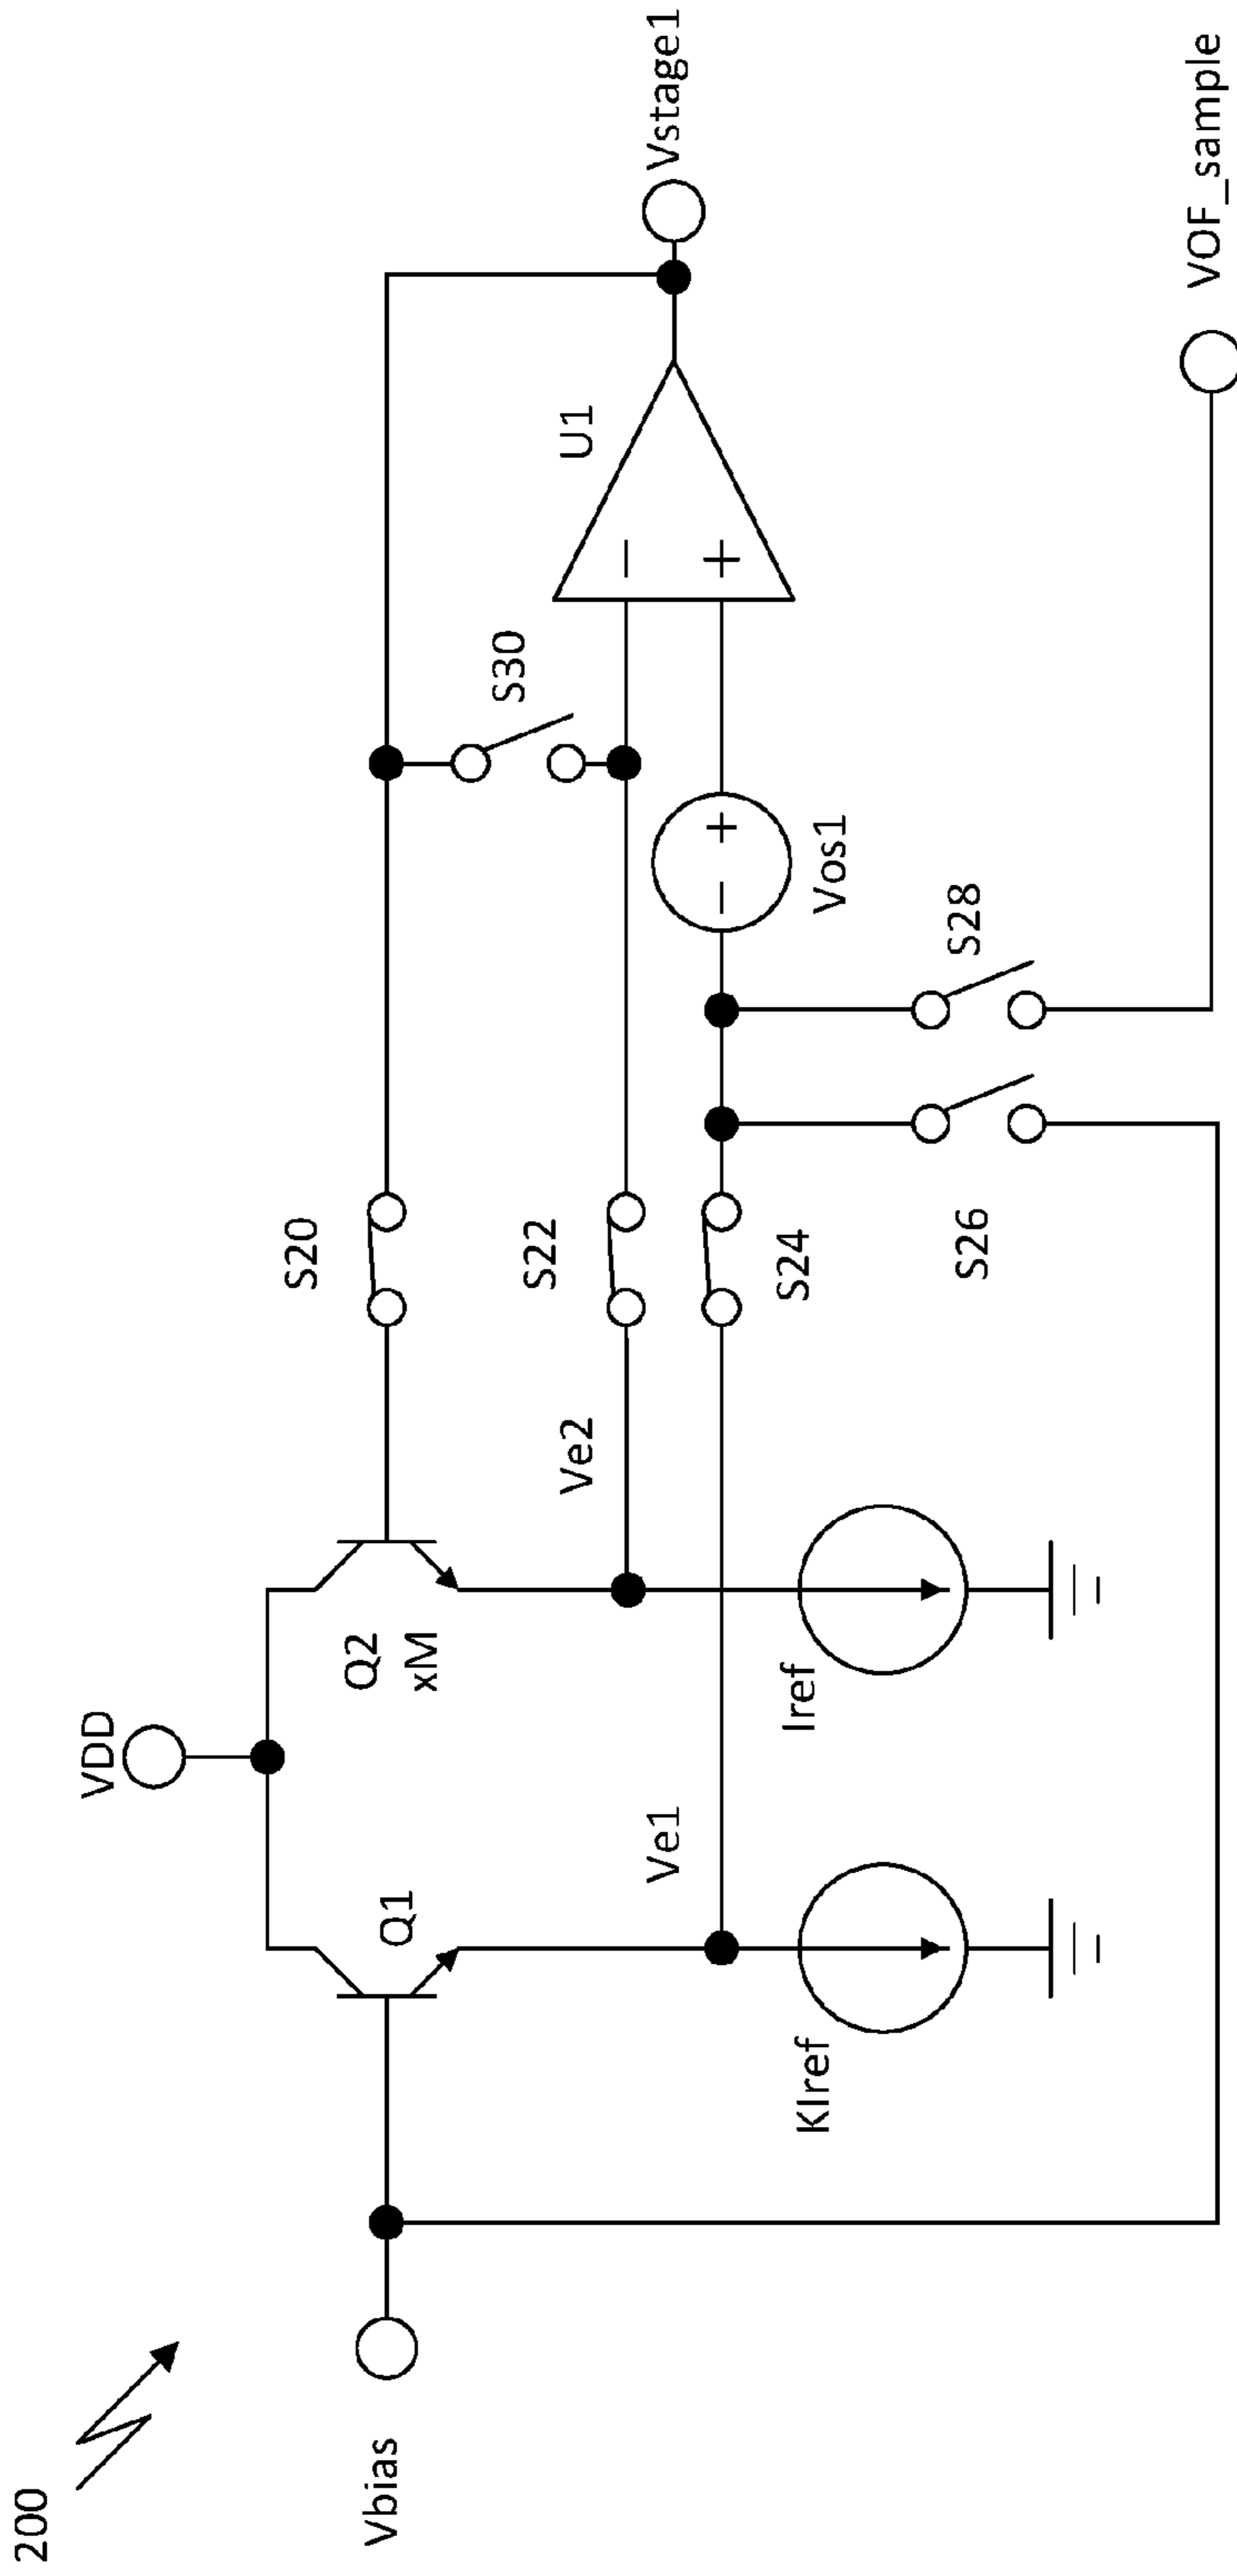 200
VDD
Vbias
Q1
Q2
xM
S20
Ve1
Ve2
S22
S24
S30
U1
−
+
Vstage1
− +
Vos1
KIref
Iref
S26
S28
VOF_sample